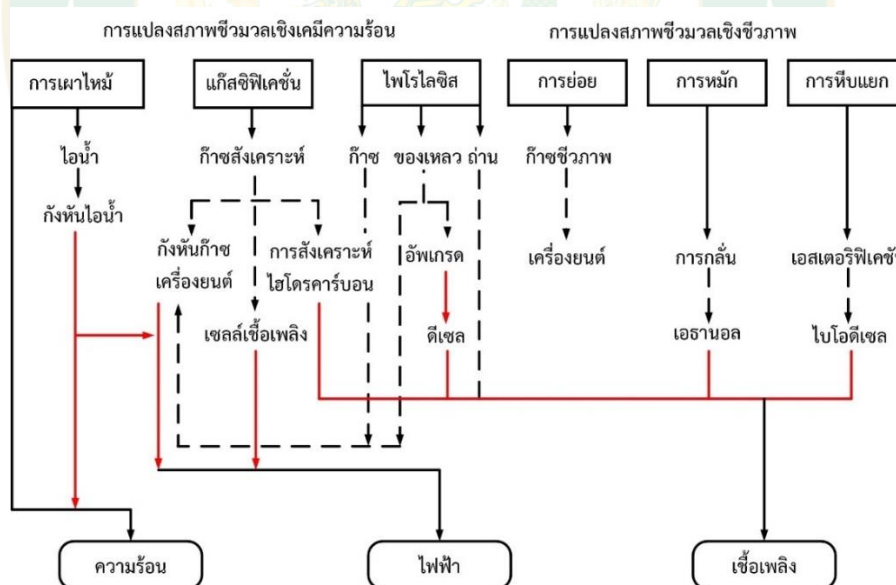 การแปลงสภาพชีวมวลเชิงเคมีความร้อน
การแปลงสภาพชีวมวลเชิงชีวภาพ
การเผาไหม้
แก๊สซิฟิเคชั่น
ไพโรไลซิส
การย่อย
การหมัก
การหีบแยก
ไอน้ำ
ก๊าซสังเคราะห์
ก๊าซ
ของเหลว
ถ่าน
ก๊าซชีวภาพ
กังหันไอน้ำ
กังหันก๊าซ
เครื่องยนต์
การสังเคราะห์
ไฮโดรคาร์บอน
อัพเกรด
เครื่องยนต์
การกลั่น
เอสเตอริฟิเคชั
เซลล์เชื้อเพลิง
ดีเซล
เอธานอล
ไบโอดีเซล
ความร้อน
ไฟฟ้า
เชื้อเพลิง